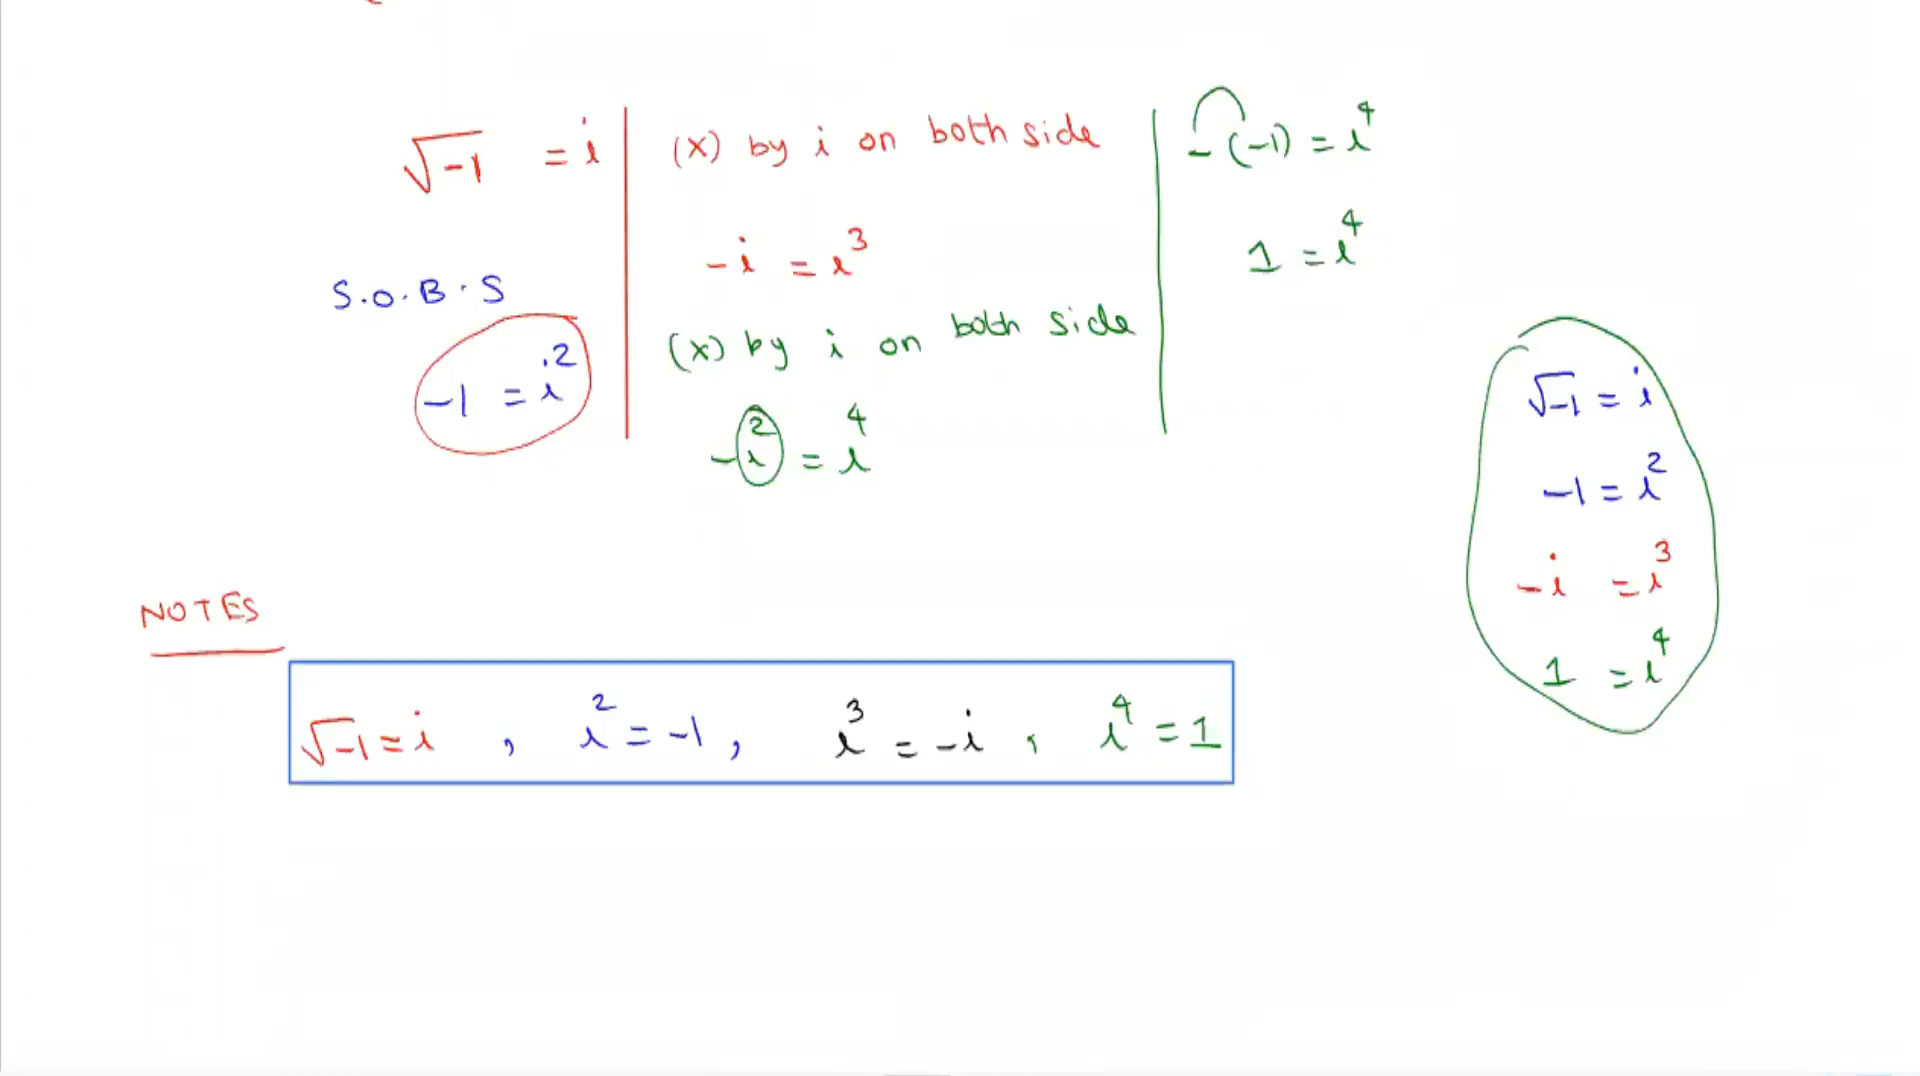 √-1 = i
S.O.B.S
-1 = i²
(x) by i on both side
-i = i³
(x) by i on both side
-i² = i⁴
-(-1) = i⁴
1 = i⁴
√-1 = i
-1 = i²
-i = i³
1 = i⁴
NOTES
√-1 = i , i² = -1, i³ = -i , i⁴ = 1